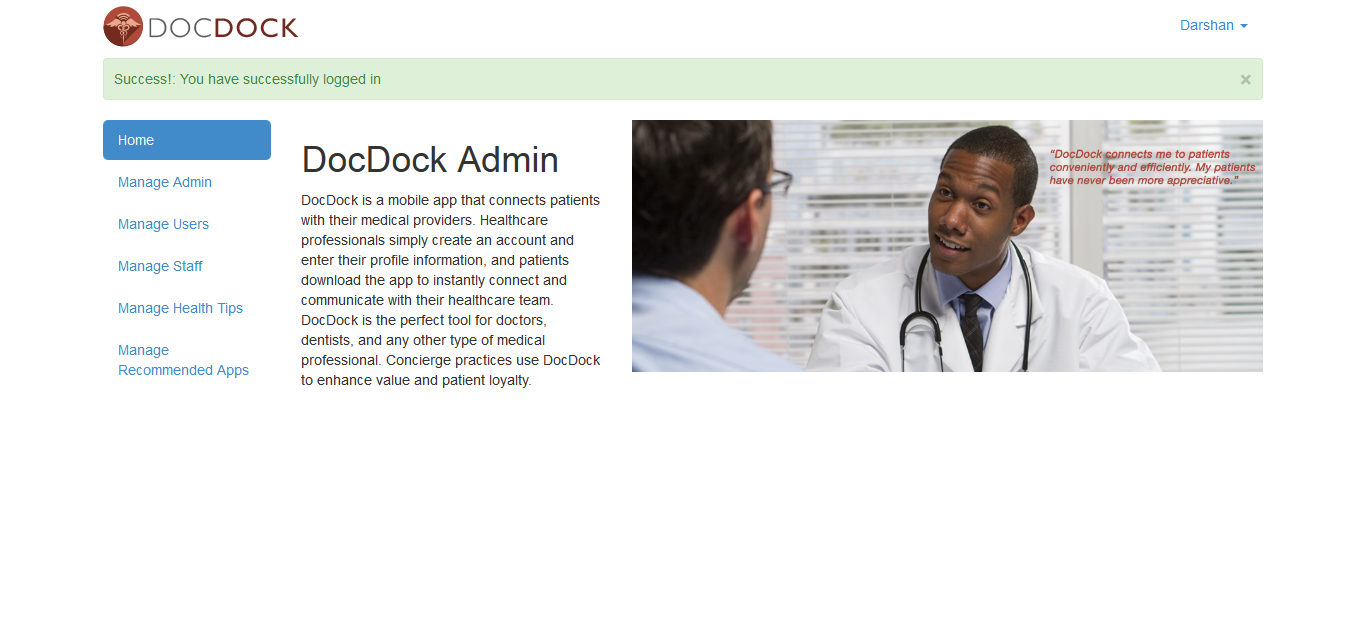 DOCDOCK
Darshan
Success!: You have successfully logged in
×
Home
Manage Admin
Manage Users
Manage Staff
Manage Health Tips
Manage
Recommended Apps
DocDock Admin
DocDock is a mobile app that connects patients
with their medical providers. Healthcare
professionals simply create an account and
enter their profile information, and patients
download the app to instantly connect and
communicate with their healthcare team.
DocDock is the perfect tool for doctors,
dentists, and any other type of medical
professional. Concierge practices use DocDock
to enhance value and patient loyalty.
“DocDock connects me to patients
conveniently and efficiently. My patients
have never been more appreciative.”